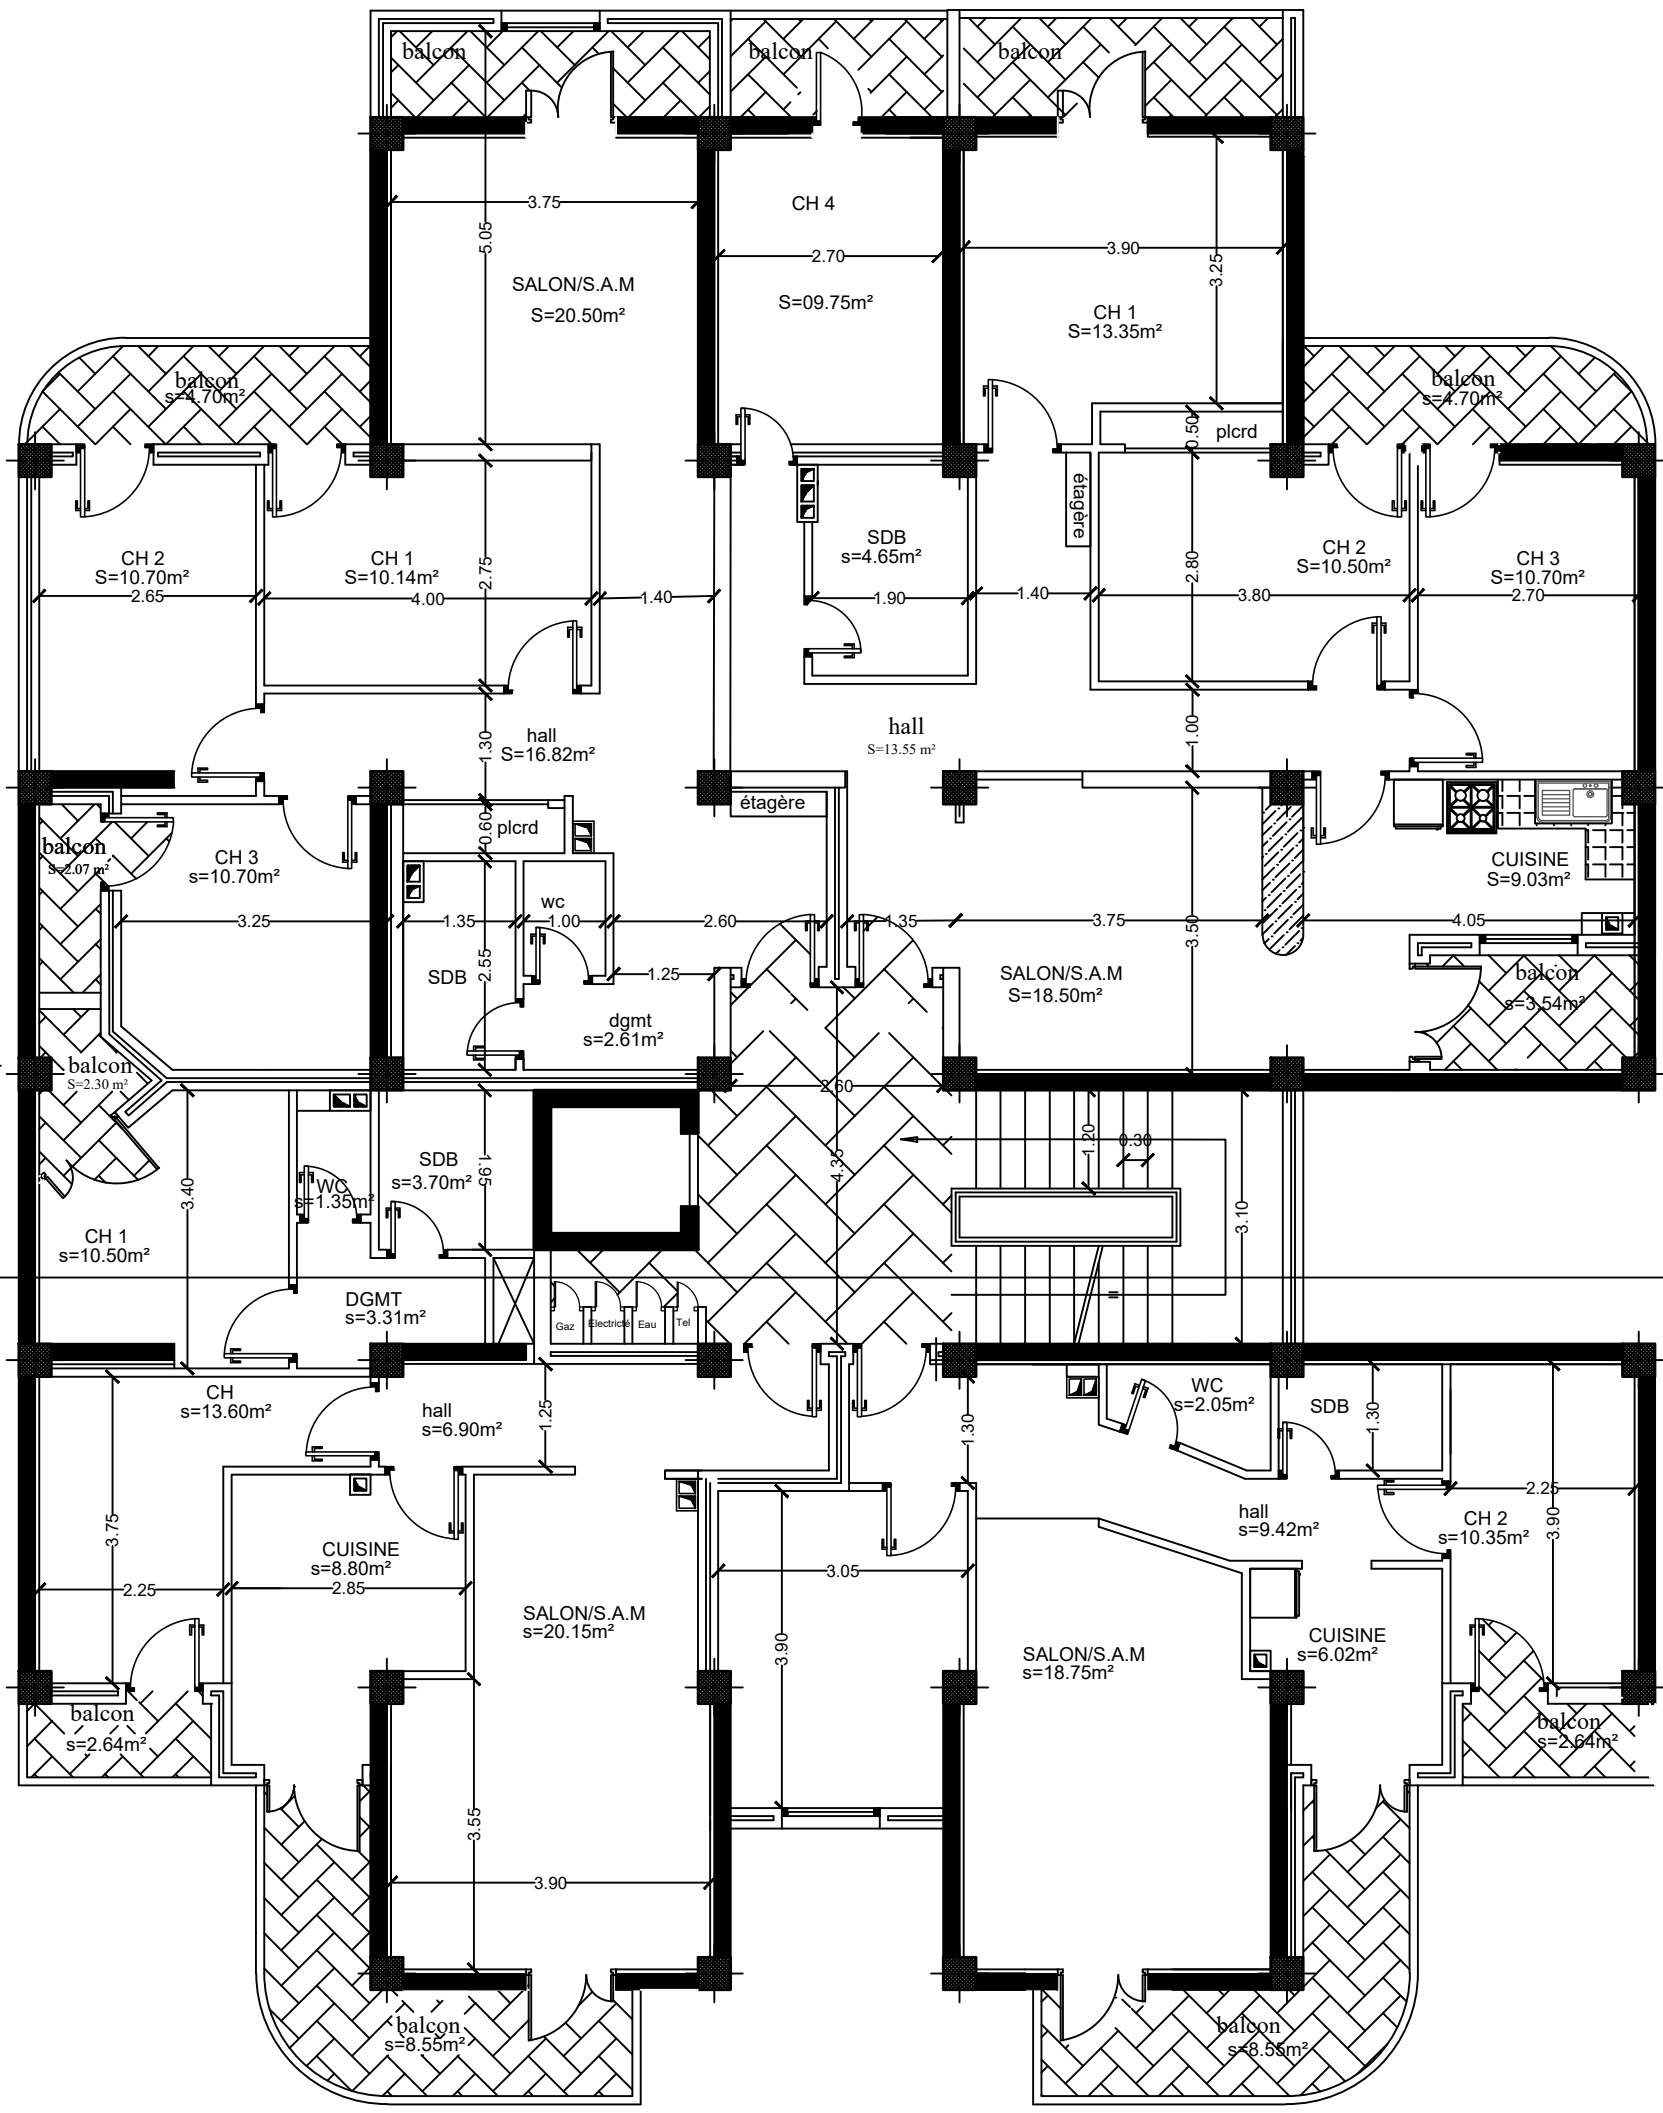 balcon
balcon
balcon
3.75
5.05
SALON/S.A.M
S=20.50m²
CH 4
2.70
S=09.75m²
3.90
3.25
CH 1
S=13.35m²
balcon
s=4.70m²
balcon
s=4.70m²
0.50
plcrd
étagère
CH 2
S=10.70m²
2.65
CH 1
S=10.14m²
4.00
2.75
1.40
SDB
s=4.65m²
1.90
1.40
2.80
CH 2
S=10.50m²
3.80
CH 3
S=10.70m²
2.70
hall
S=16.82m²
1.30
hall
S=13.55 m²
1.00
étagère
plcrd
0.60
balcon
S=2.07 m²
CH 3
s=10.70m²
3.25
1.35
wc
1.00
2.60
1.35
3.75
3.50
CUISINE
S=9.03m²
4.05
SDB
2.55
1.25
dgmt
s=2.61m²
SALON/S.A.M
S=18.50m²
balcon
s=3.54m²
balcon
S=2.30 m²
2.60
3.40
WC
s=1.35m²
SDB
s=3.70m²
1.95
4.35
1.20
0.30
3.10
CH 1
s=10.50m²
DGMT
s=3.31m²
Gaz
Electricité
Eau
Tel
CH
s=13.60m²
hall
s=6.90m²
1.25
1.30
WC
s=2.05m²
SDB
1.30
3.75
2.25
CUISINE
s=8.80m²
2.85
SALON/S.A.M
s=20.15m²
3.05
3.90
hall
s=9.42m²
2.25
CH 2
s=10.35m²
3.90
SALON/S.A.M
s=18.75m²
CUISINE
s=6.02m²
balcon
s=2.64m²
balcon
s=2.64m²
3.55
3.90
balcon
s=8.55m²
balcon
s=8.55m²